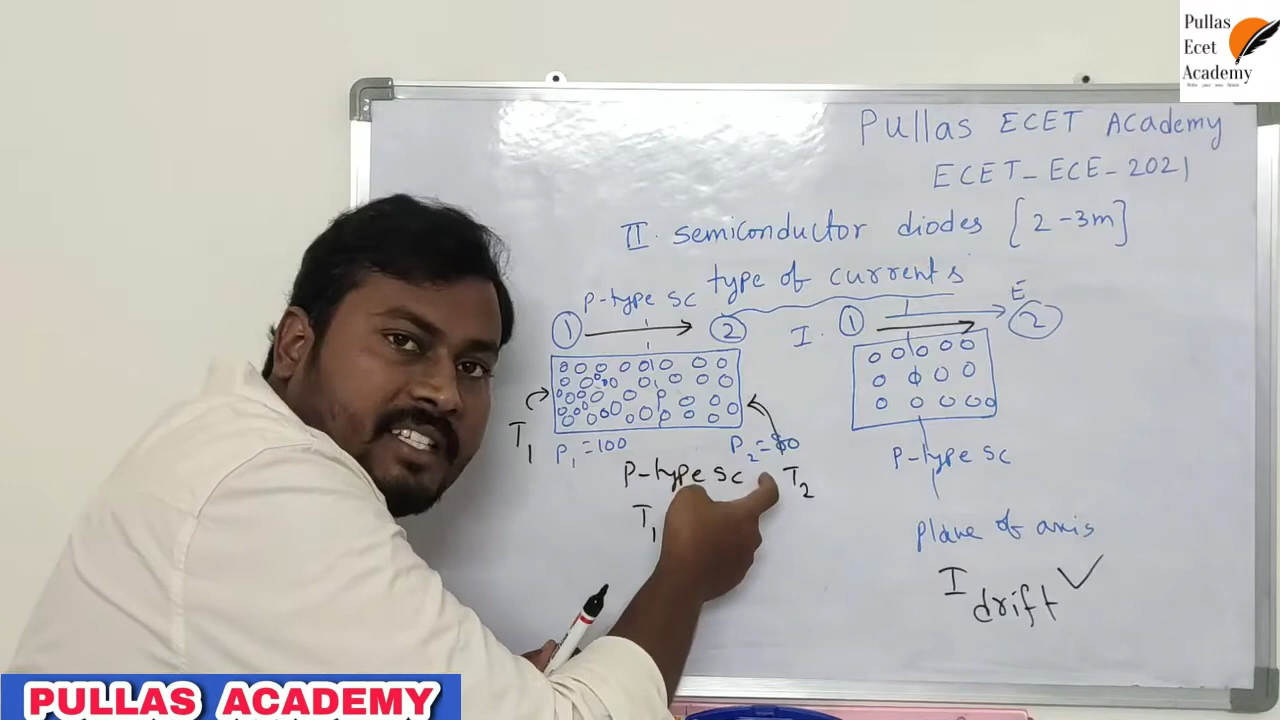 Pullas
Ecet
Academy
Pullas ECET Academy
ECET-ECE-2021
II. semiconductor diodes [2-3m]
type of currents
P-type sc
1 2
I. 1 E 2
T1
P1=100
P2=80
P-type sc
T2
T1
P-type sc
plane of axis
I drift ✓
PULLAS ACADEMY